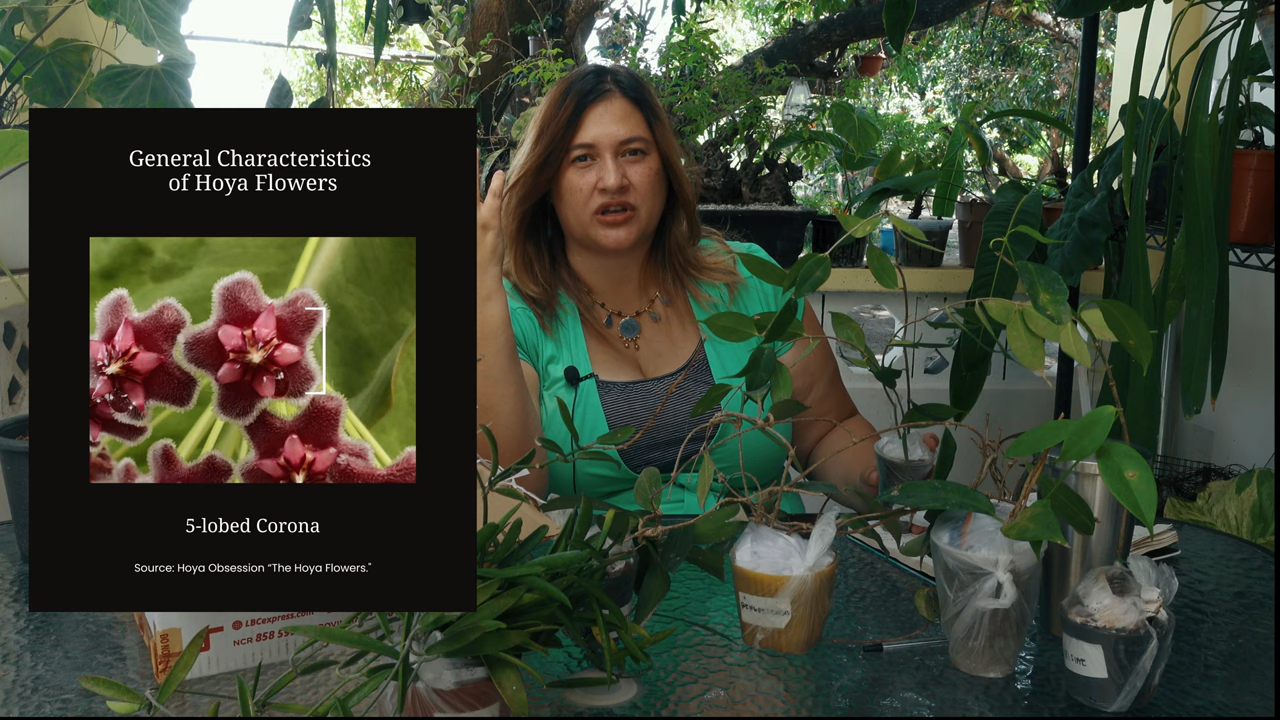 General Characteristics
of Hoya Flowers
5-lobed Corona
Source: Hoya Obsession “The Hoya Flowers."
LBCexpress.com
NCR 858